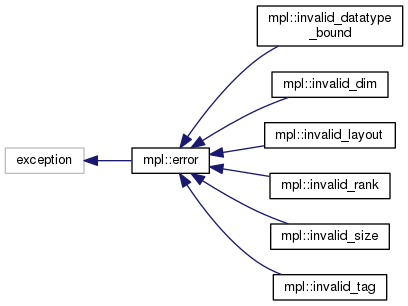 mpl::invalid_datatype
_bound
mpl::invalid_dim
mpl::invalid_layout
exception
mpl::error
mpl::invalid_rank
mpl::invalid_size
mpl::invalid_tag